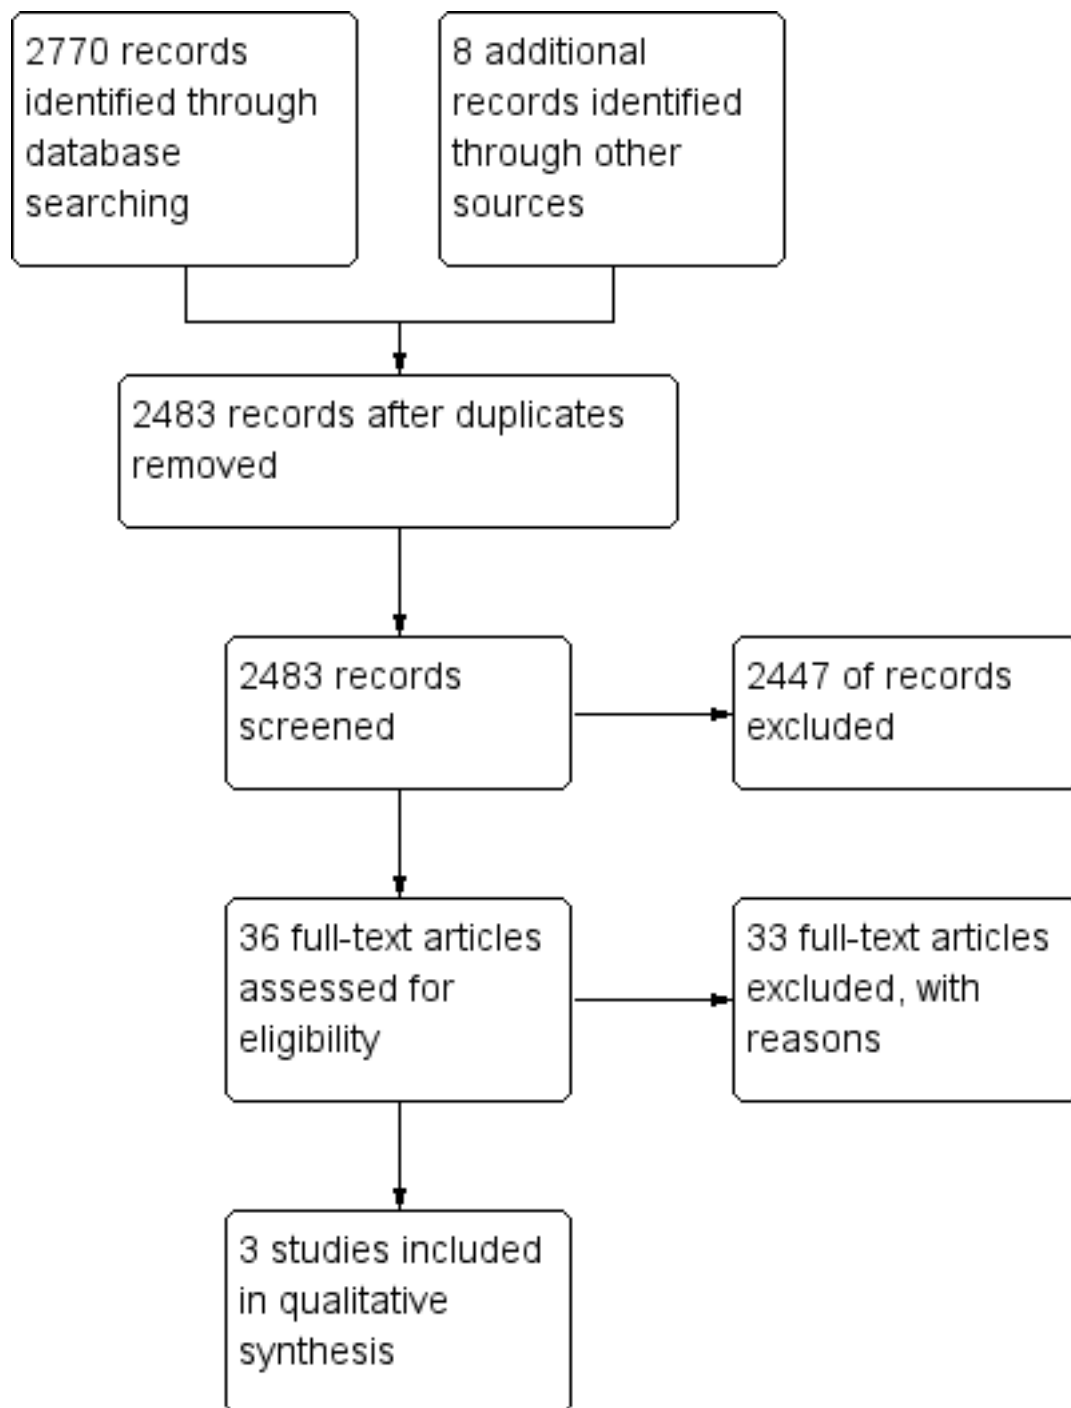 2770 records
identified through
database
searching
8 additional
records identified
through other
sources
2483 records after duplicates
removed
2483 records
screened
2447 of records
excluded
36 full-text articles
assessed for
eligibility
33 full-text articles
excluded, with
reasons
3 studies included
in qualitative
synthesis